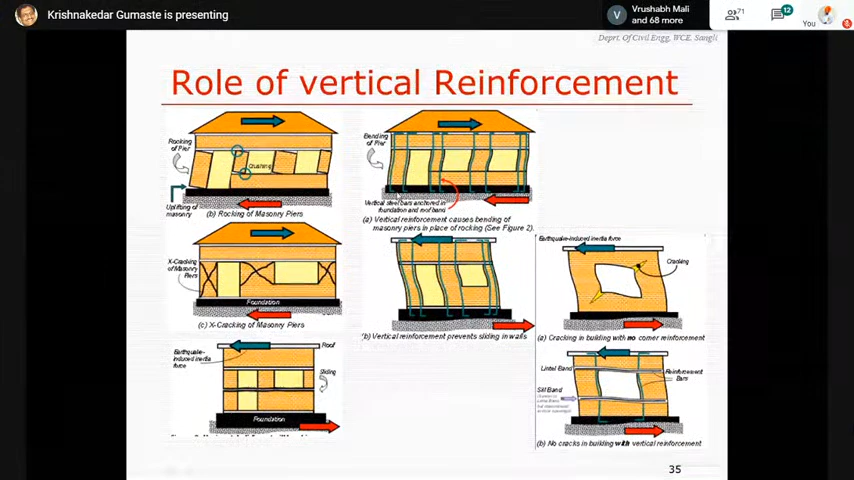 Krishnakedar Gumaste is presenting
Vrushabh Mali
and 68 more
V
71
12
You
Deprt. Of Civil Engg, WCE, Sangli
Role of vertical Reinforcement
Rocking
of Pier
Crushing
Uplifting of
masonry
(b) Rocking of Masonry Piers
Bending
of Pier
Vertical steel bars anchored in
foundation and roof band
(a) Vertical reinforcement causes bending of
masonry piers in place of rocking (See Figure 2).
X-Cracking
of Masonry
Piers
Foundation
(c) X-Cracking of Masonry Piers
(b) Vertical reinforcement prevents sliding in walls
Earthquake-induced inertia force
Cracking
(a) Cracking in building with no corner reinforcement
Earthquake-
induced inertia
force
Roof
Sliding
Foundation
Lintel Band
Sill Band
Reinforcement
Bars
(b) No cracks in building with vertical reinforcement
35